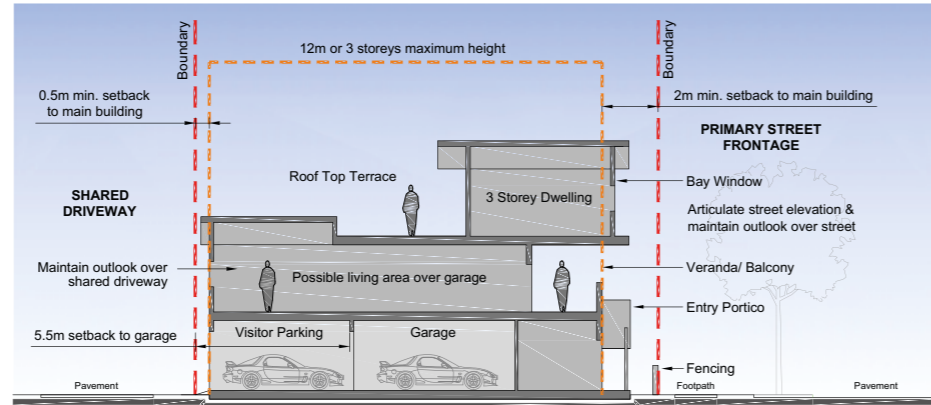 Boundary
12m or 3 storeys maximum height
Boundary
0.5m min. setback
to main building
2m min. setback to main building
PRIMARY STREET
FRONTAGE
Roof Top Terrace
3 Storey Dwelling
Bay Window
SHARED
DRIVEWAY
Articulate street elevation &
maintain outlook over street
Maintain outlook over
shared driveway
Possible living area over garage
Veranda/ Balcony
Entry Portico
5.5m setback to garage
Visitor Parking
Garage
Fencing
Pavement
Footpath
Pavement